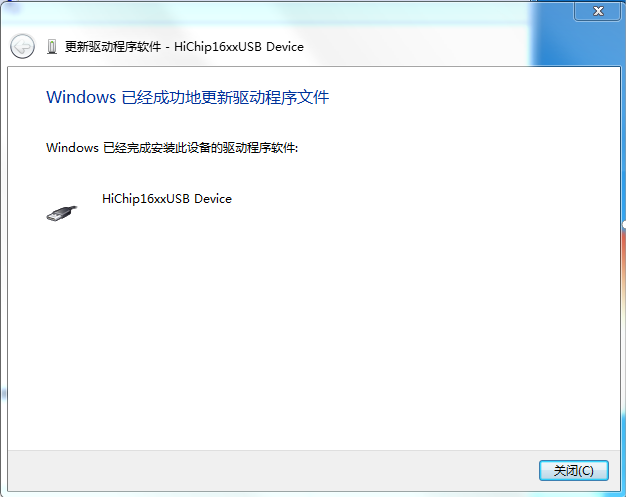 更新驱动程序软件 - HiChip16xxUSB Device
Windows 已经成功地更新驱动程序文件
Windows 已经完成安装此设备的驱动程序软件:
HiChip16xxUSB Device
关闭(C)